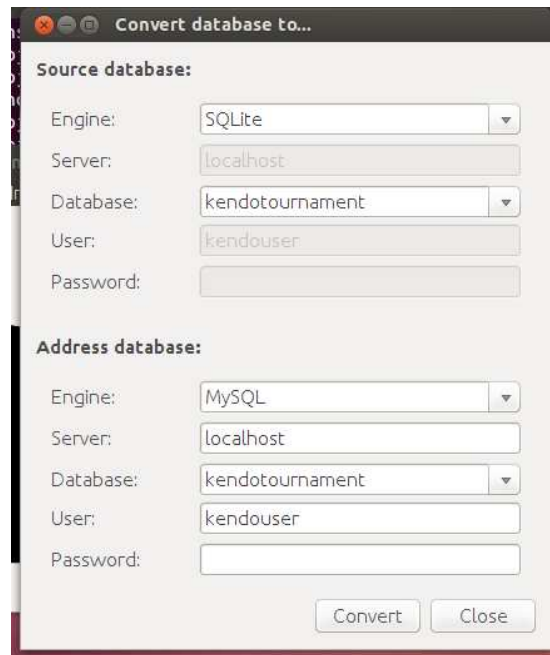 Convert database to...
Source database:
Engine: SQLite
Server: localhost
Database: kendotournament
User: kendouser
Password:
Address database:
Engine: MySQL
Server: localhost
Database: kendotournament
User: kendouser
Password:
Convert Close